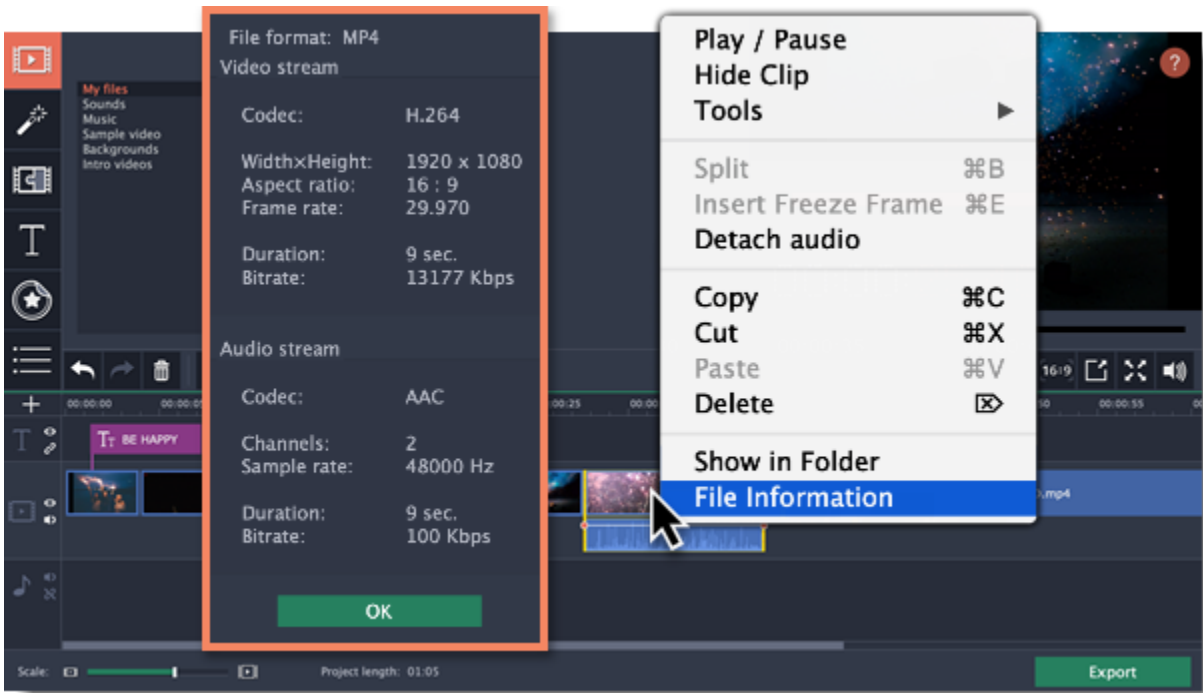 File format: MP4
Video stream
Codec: H.264
Width×Height: 1920 x 1080
Aspect ratio: 16 : 9
Frame rate: 29.970
Duration: 9 sec.
Bitrate: 13177 Kbps
Audio stream
Codec: AAC
Channels: 2
Sample rate: 48000 Hz
Duration: 9 sec.
Bitrate: 100 Kbps
OK
Play / Pause
Hide Clip
Tools
Split ⌘B
Insert Freeze Frame ⌘E
Detach audio
Copy ⌘C
Cut ⌘X
Paste ⌘V
Delete
Show in Folder
File Information
?
My files
Sounds
Music
Sample video
Backgrounds
Intro videos
16:9
00:00:00
00:00:55
BE HAPPY
.mp4
Scale:
Project length: 01:05
Export